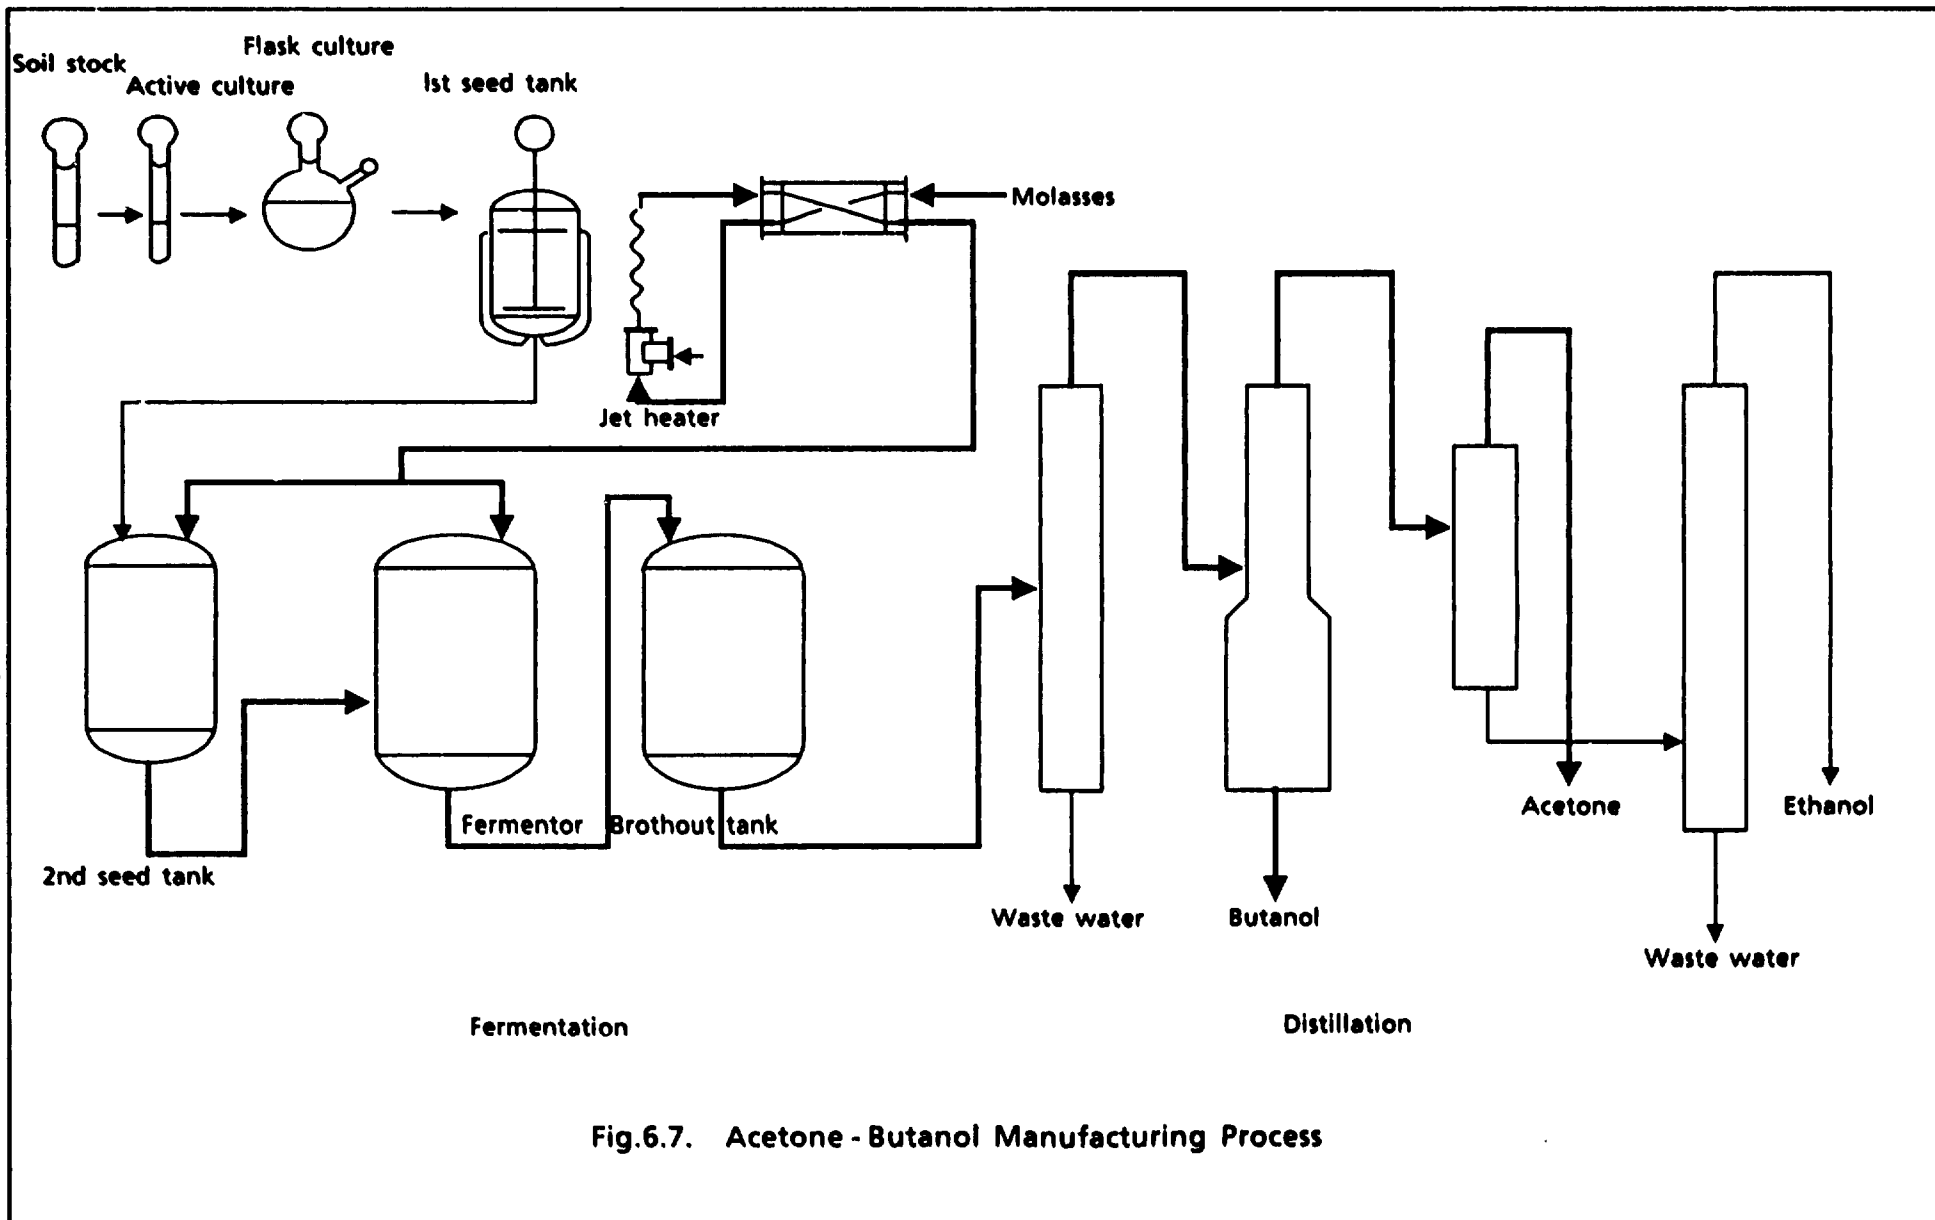 Flask culture
Soil stock
Active culture
Ist seed tank
Molasses
Jet heater
Acetone
Ethanol
Fermentor
Brothout tank
2nd seed tank
Waste water
Butanol
Waste water
Fermentation
Distillation
Fig.6.7. Acetone - Butanol Manufacturing Process